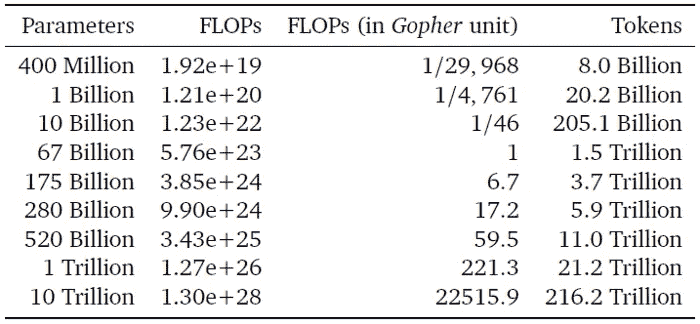 Parameters FLOPs FLOPs (in Gopher unit) Tokens
400 Million 1.92e+19 1/29, 968 8.0 Billion
1 Billion 1.21e+20 1/4, 761 20.2 Billion
10 Billion 1.23e+22 1/46 205.1 Billion
67 Billion 5.76e+23 1 1.5 Trillion
175 Billion 3.85e+24 6.7 3.7 Trillion
280 Billion 9.90e+24 17.2 5.9 Trillion
520 Billion 3.43e+25 59.5 11.0 Trillion
1 Trillion 1.27e+26 221.3 21.2 Trillion
10 Trillion 1.30e+28 22515.9 216.2 Trillion